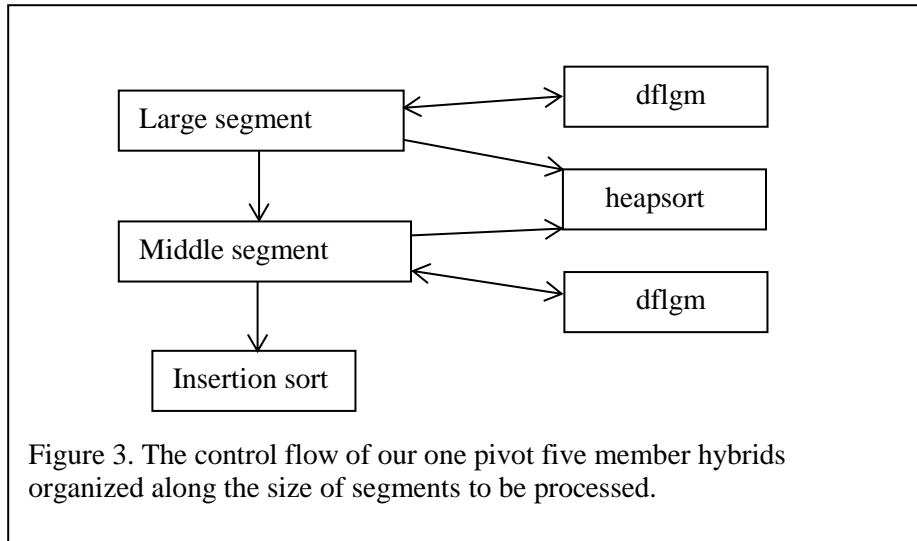 dflgm
Large segment
heapsort
Middle segment
dflgm
Insertion sort
Figure 3. The control flow of our one pivot five member hybrids
organized along the size of segments to be processed.